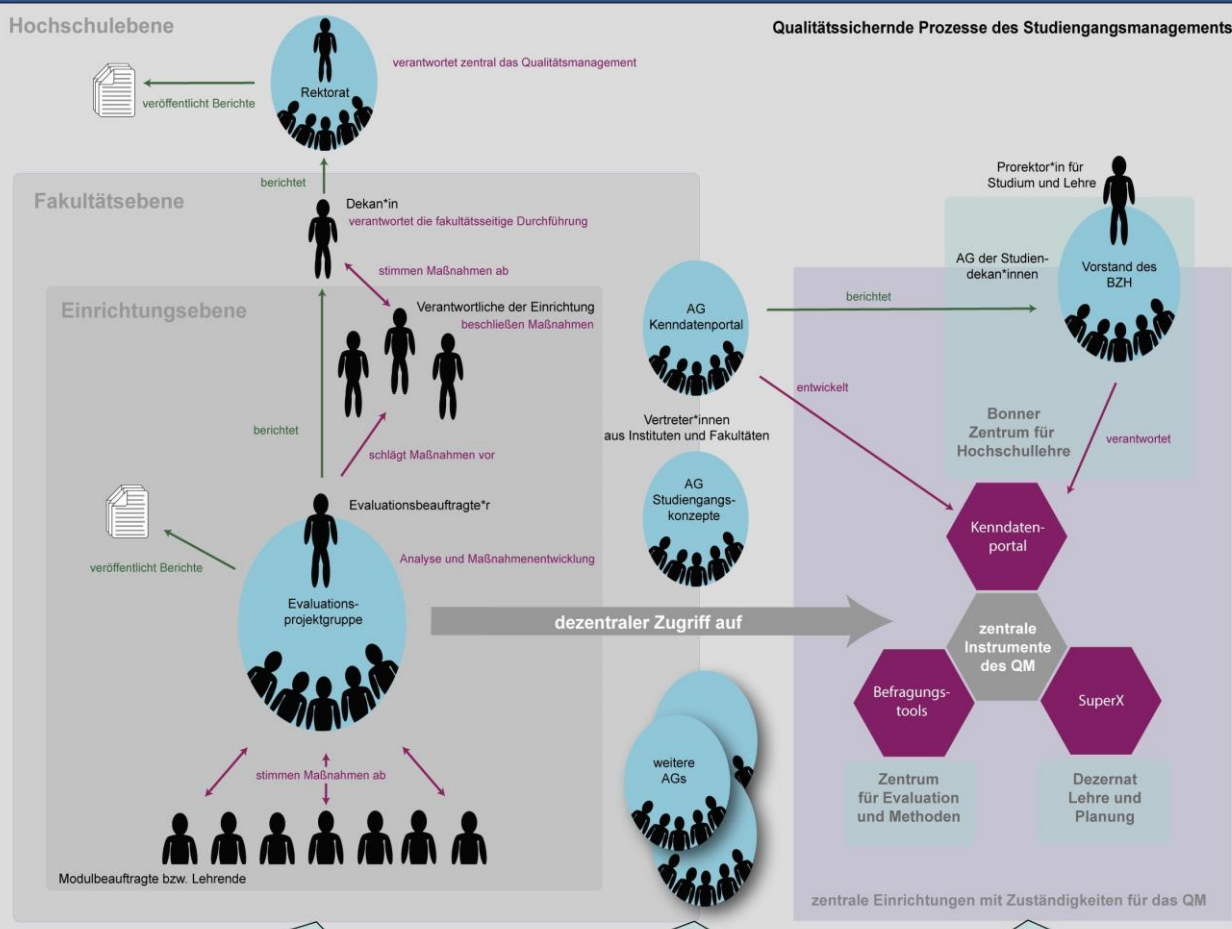 Hochschulebene
Qualitätssichernde Prozesse des Studiengangsmanagements
verantwortet zentral das Qualitätsmanagement
Rektorat
veröffentlicht Berichte
berichtet
Fakultätsebene
Dekan*in
verantwortet die fakultätsseitige Durchführung
stimmen Maßnahmen ab
Einrichtungsebene
Verantwortliche der Einrichtung
beschließen Maßnahmen
berichtet
schlägt Maßnahmen vor
Evaluationsbeauftragte*r
Analyse und Maßnahmenentwicklung
veröffentlicht Berichte
Evaluations-
projektgruppe
stimmen Maßnahmen ab
Modulbeauftragte bzw. Lehrende
dezentraler Zugriff auf
AG
Kenndatenportal
Vertreter*innen
aus Instituten und Fakultäten
AG
Studiengangs-
konzepte
weitere
AGs
berichtet
entwickelt
Prorektor*in für
Studium und Lehre
AG der Studien-
dekan*innen
Vorstand des
BZH
Bonner
Zentrum für
Hochschullehre
verantwortet
Kenndaten-
portal
zentrale
Instrumente
des QM
Befragungs-
tools
SuperX
Zentrum
für Evaluation
und Methoden
Dezernat
Lehre und
Planung
zentrale Einrichtungen mit Zuständigkeiten für das QM